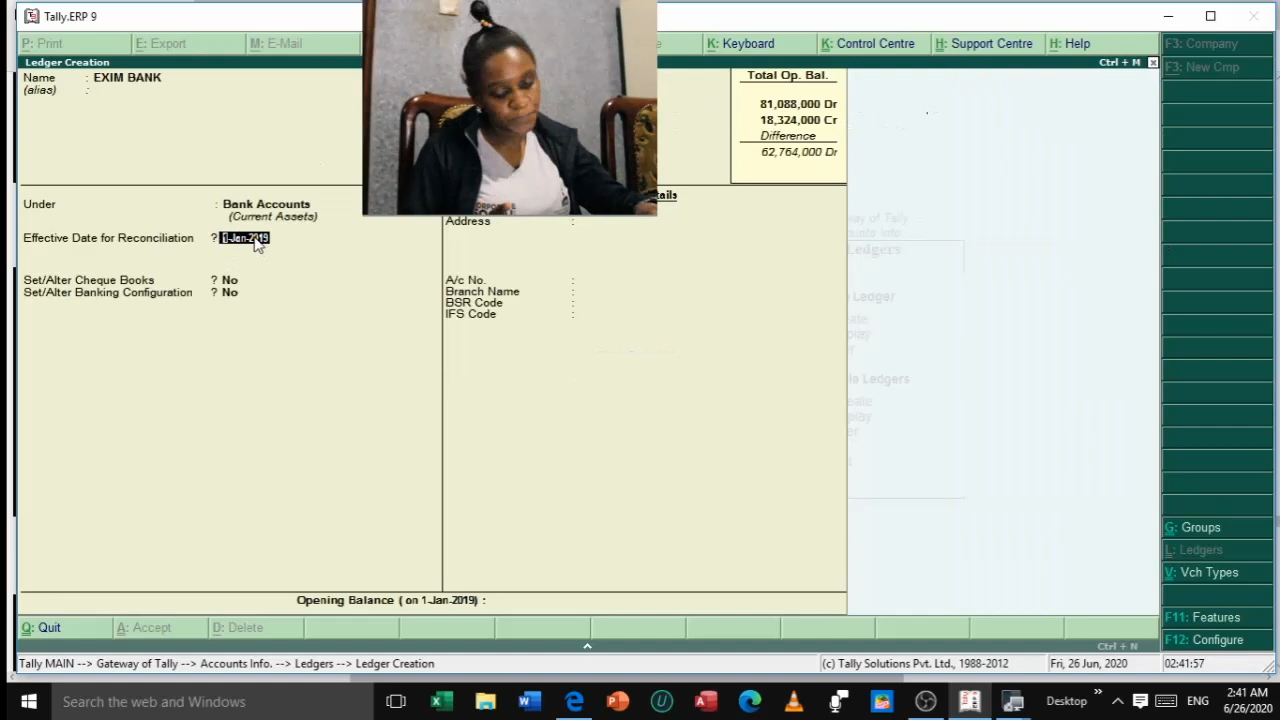 Tally.ERP 9
P: Print
E: Export
M: E-Mail
K: Keyboard
K: Control Centre
H: Support Centre
H: Help
F3: Company
F3: New Cmp
Ledger Creation
Ctrl + M
Name : EXIM BANK
(alias) :
Total Op. Bal.
81,088,000 Dr
18,324,000 Cr
Difference
62,764,000 Dr
Under : Bank Accounts
(Current Assets)
Effective Date for Reconciliation ? 1-Jan-2019
Set/Alter Cheque Books ? No
Set/Alter Banking Configuration ? No
Address :
A/c No. :
Branch Name :
BSR Code :
IFS Code :
Opening Balance ( on 1-Jan-2019) :
G: Groups
L: Ledgers
V: Vch Types
F11: Features
F12: Configure
Q: Quit
A: Accept
D: Delete
Ctrl + N
Tally MAIN --> Gateway of Tally --> Accounts Info. --> Ledgers --> Ledger Creation
(c) Tally Solutions Pvt. Ltd., 1988-2012
Fri, 26 Jun, 2020
02:41:57
Search the web and Windows
Desktop
ENG
2:41 AM
6/26/2020